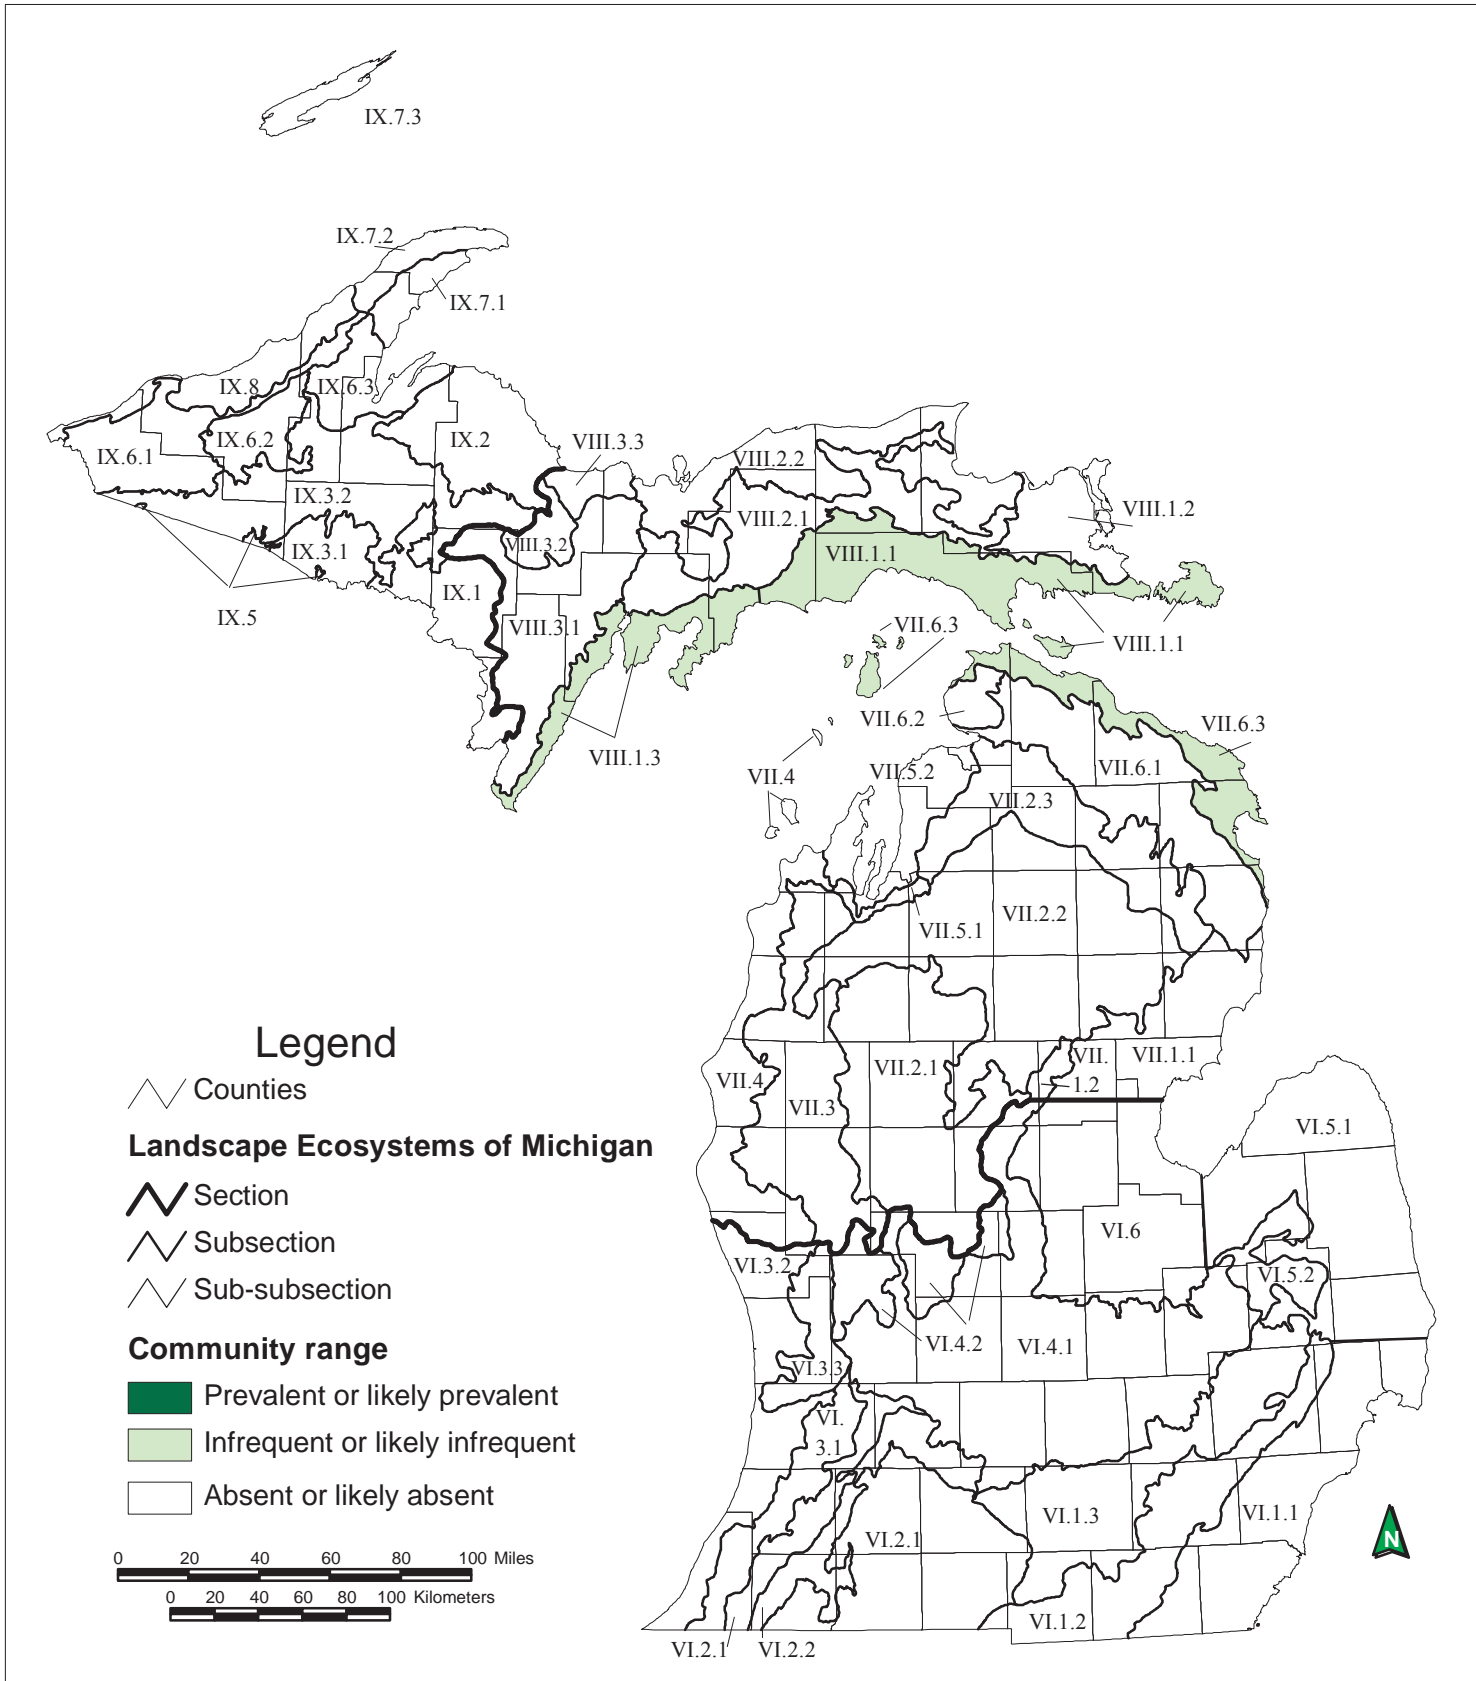 IX.7.3
IX.7.2
IX.7.1
IX.8
IX.6.3
IX.6.2
IX.6.1
IX.2
VIII.3.3
VIII.2.2
IX.3.2
VIII.2.1
VIII.1.2
IX.3.1
VIII.3.2
VIII.1.1
IX.1
IX.5
VIII.3.1
VII.6.3
VIII.1.1
VII.6.2
VII.6.3
VIII.1.3
VII.4
VII.5.2
VII.6.1
VII.2.3
VII.5.1
VII.2.2
VII.4
VII.3
VII.2.1
VII.
1.2
VII.1.1
VI.5.1
VI.6
VI.3.2
VI.5.2
VI.4.2
VI.4.1
VI.3.3
VI.
3.1
VI.2.1
VI.1.3
VI.1.1
VI.1.2
VI.2.1
VI.2.2
N
Legend
Counties
Landscape Ecosystems of Michigan
Section
Subsection
Sub-subsection
Community range
Prevalent or likely prevalent
Infrequent or likely infrequent
Absent or likely absent
0 20 40 60 80 100 Miles
0 20 40 60 80 100 Kilometers